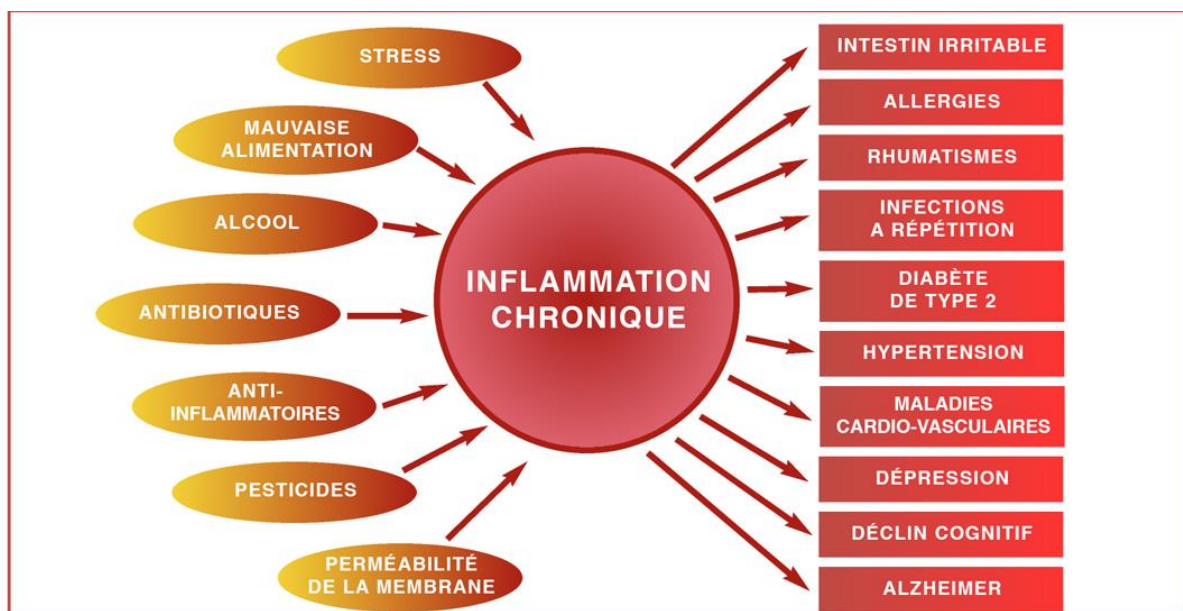 STRESS
MAUVAISE
ALIMENTATION
ALCOOL
ANTIBIOTIQUES
ANTI-
INFLAMMATOIRES
PESTICIDES
PERMÉABILITÉ
DE LA MEMBRANE
INFLAMMATION
CHRONIQUE
INTESTIN IRRITABLE
ALLERGIES
RHUMATISMES
INFECTIONS
A RÉPÉTITION
DIABÈTE
DE TYPE 2
HYPERTENSION
MALADIES
CARDIO-VASCULAIRES
DÉPRESSION
DÉCLIN COGNITIF
ALZHEIMER